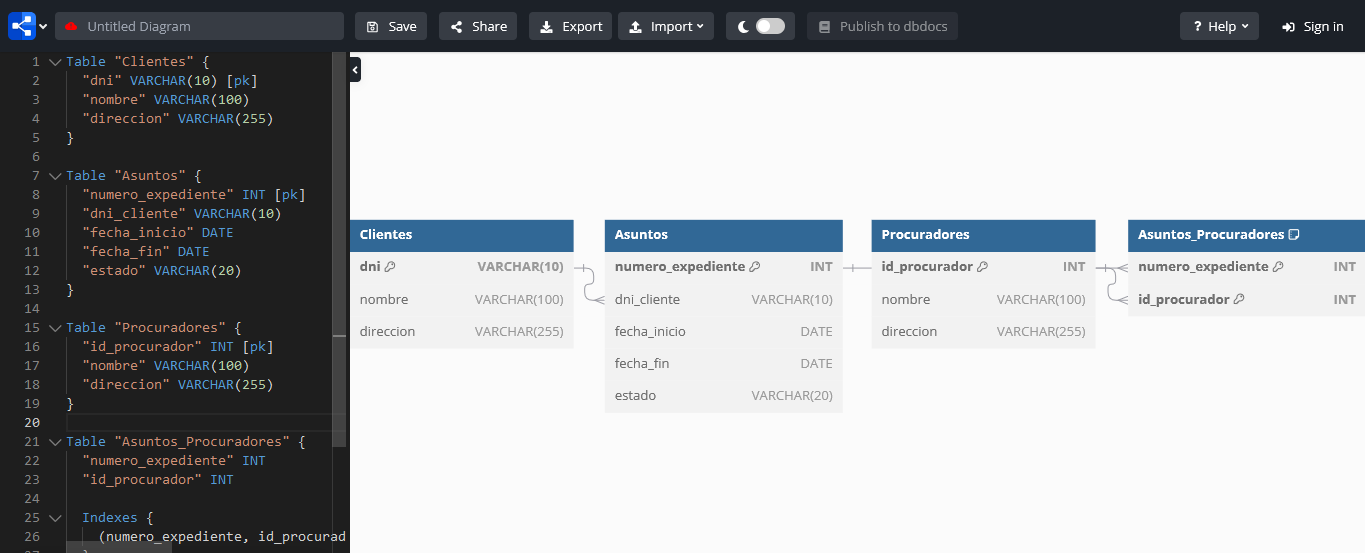 Untitled Diagram Save Share Export Import Publish to dbdocs ? Help Sign in
1 Table "Clientes" {
2 "dni" VARCHAR(10) [pk]
3 "nombre" VARCHAR(100)
4 "direccion" VARCHAR(255)
5 }
6
7 Table "Asuntos" {
8 "numero_expediente" INT [pk]
9 "dni_cliente" VARCHAR(10)
10 "fecha_inicio" DATE
11 "fecha_fin" DATE
12 "estado" VARCHAR(20)
13 }
14
15 Table "Procuradores" {
16 "id_procurador" INT [pk]
17 "nombre" VARCHAR(100)
18 "direccion" VARCHAR(255)
19 }
20
21 Table "Asuntos_Procuradores" {
22 "numero_expediente" INT
23 "id_procurador" INT
24
25 Indexes {
26 (numero_expediente, id_procurad
Clientes
dni VARCHAR(10)
nombre VARCHAR(100)
direccion VARCHAR(255)
Asuntos
numero_expediente INT
dni_cliente VARCHAR(10)
fecha_inicio DATE
fecha_fin DATE
estado VARCHAR(20)
Procuradores
id_procurador INT
nombre VARCHAR(100)
direccion VARCHAR(255)
Asuntos_Procuradores
numero_expediente INT
id_procurador INT